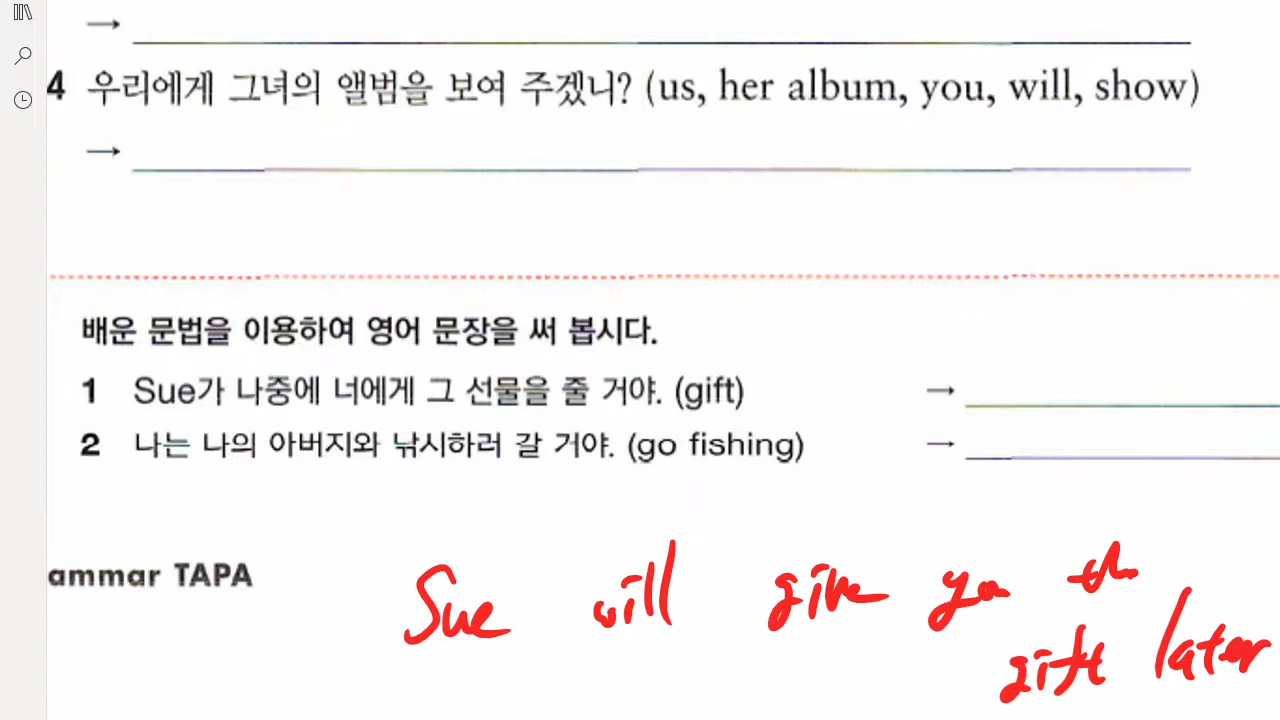 →
4 우리에게 그녀의 앨범을 보여 주겠니? (us, her album, you, will, show)
→
배운 문법을 이용하여 영어 문장을 써 봅시다.
1 Sue가 나중에 너에게 그 선물을 줄 거야. (gift) →
2 나는 나의 아버지와 낚시하러 갈 거야. (go fishing) →
ammar TAPA
Sue will give you the
gift later